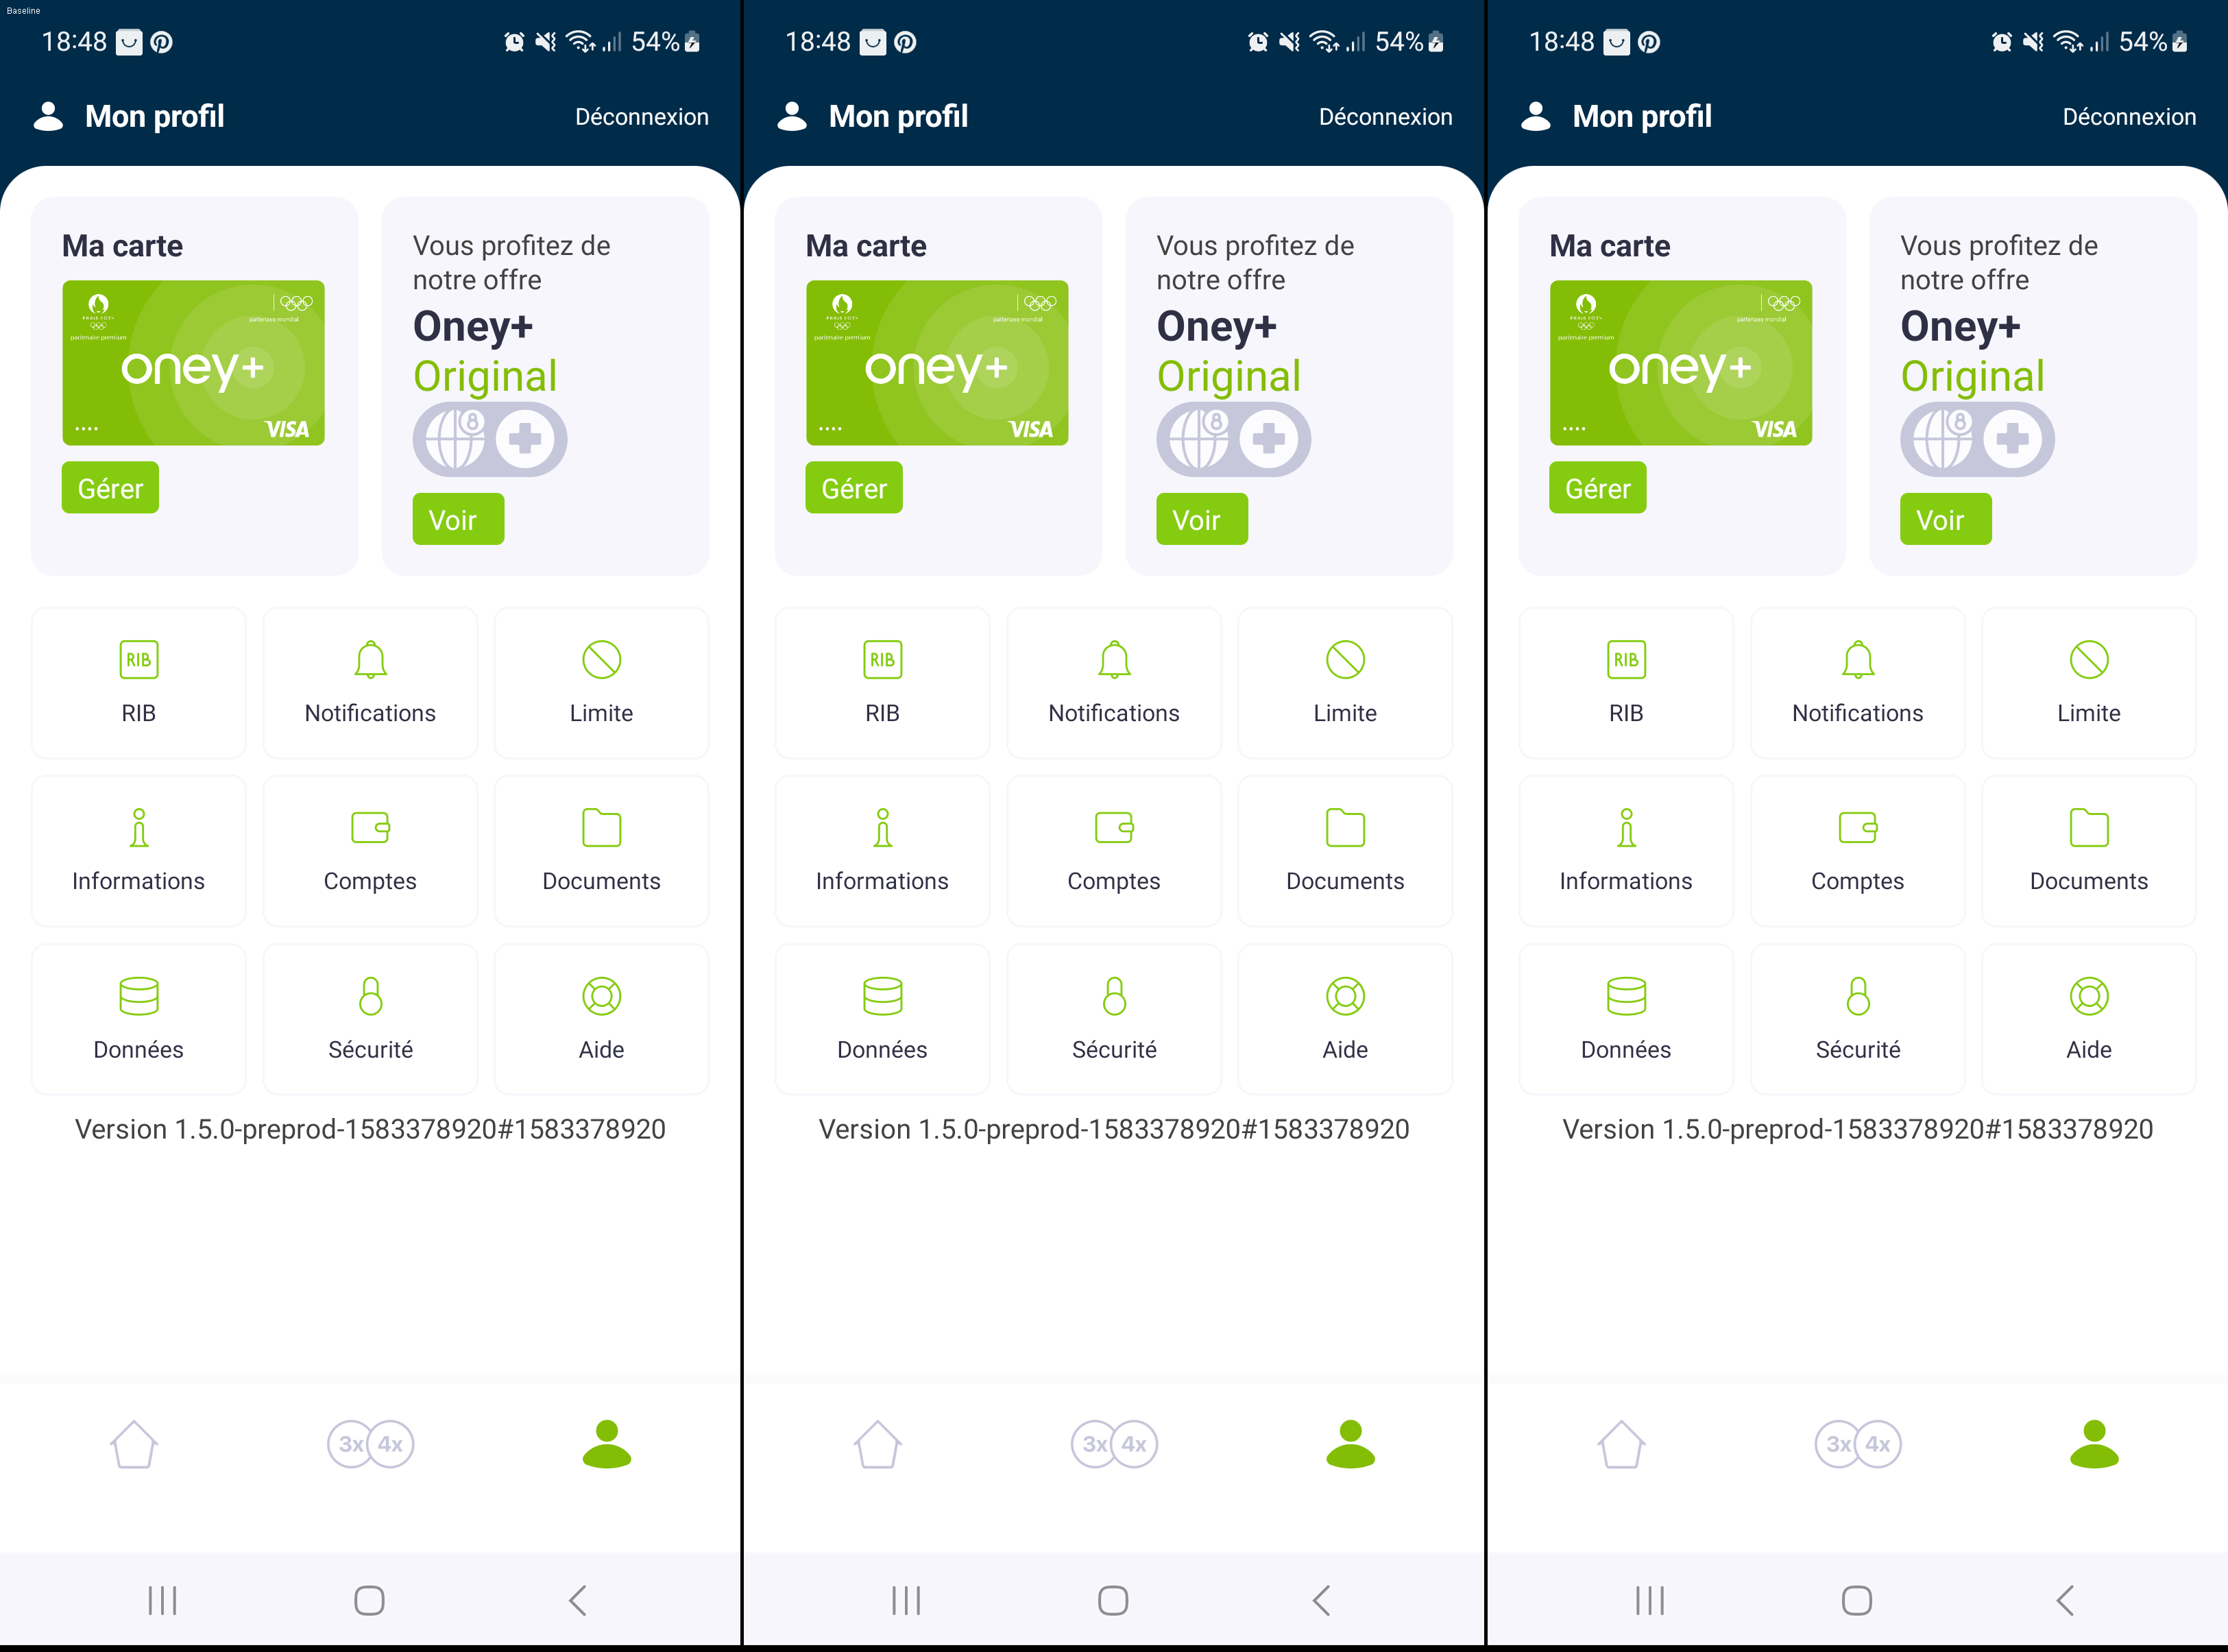 Baseline
18:48
54%
Mon profil
Déconnexion
Ma carte
PARIS 2024
partenaire premium
partenaire mondial
oney+
VISA
Gérer
Vous profitez de
notre offre
Oney+
Original
8
Voir
RIB
RIB
Notifications
Limite
Informations
Comptes
Documents
Données
Sécurité
Aide
Version 1.5.0-preprod-1583378920#1583378920
3x 4x
18:48
54%
Mon profil
Déconnexion
Ma carte
PARIS 2024
partenaire premium
partenaire mondial
oney+
VISA
Gérer
Vous profitez de
notre offre
Oney+
Original
8
Voir
RIB
RIB
Notifications
Limite
Informations
Comptes
Documents
Données
Sécurité
Aide
Version 1.5.0-preprod-1583378920#1583378920
3x 4x
18:48
54%
Mon profil
Déconnexion
Ma carte
PARIS 2024
partenaire premium
partenaire mondial
oney+
VISA
Gérer
Vous profitez de
notre offre
Oney+
Original
8
Voir
RIB
RIB
Notifications
Limite
Informations
Comptes
Documents
Données
Sécurité
Aide
Version 1.5.0-preprod-1583378920#1583378920
3x 4x